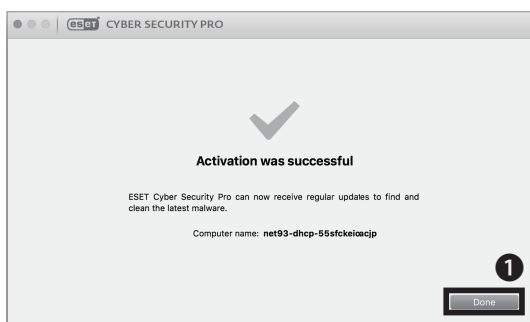 eset CYBER SECURITY PRO
Activation was successful
ESET Cyber Security Pro can now receive regular updates to find and
clean the latest malware.
Computer name: net93-dhcp-55sfckeioacjp
1
Done